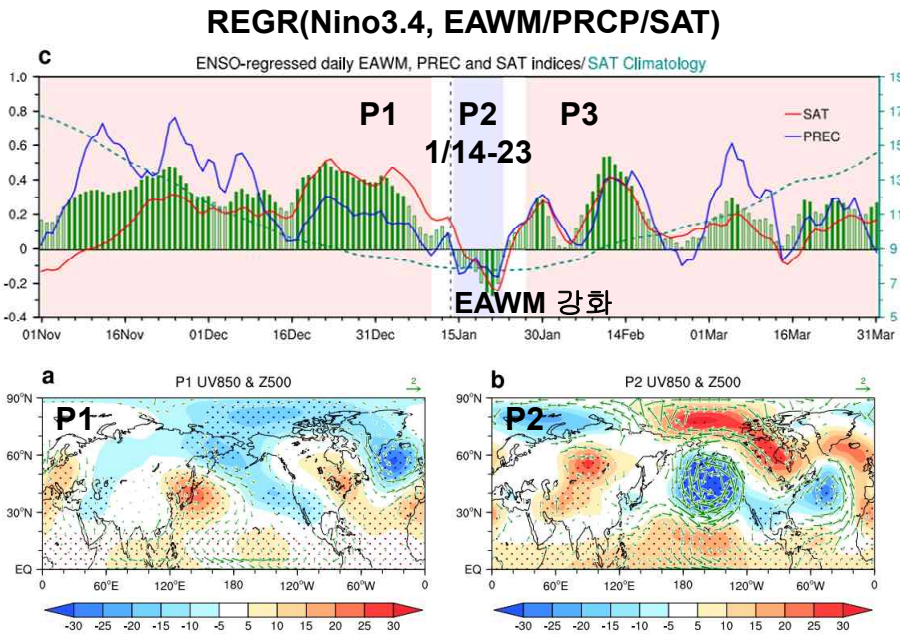 REGR(Nino3.4, EAWM/PRCP/SAT)
c
ENSO-regressed daily EAWM, PREC and SAT indices/ SAT Climatology
1.0
0.8
0.6
0.4
0.2
0
-0.2
-0.4
19
17
15
13
11
9
7
5
P1
P2
P3
1/14-23
SAT
PREC
EAWM 강화
01Nov 16Nov 01Dec 16Dec 31Dec 15Jan 30Jan 14Feb 01Mar 16Mar 31Mar
a
P1 UV850 & Z500
2
P1
90°N
60°N
30°N
EQ
0 60°E 120°E 180 120°W 60°W 0
-30 -25 -20 -15 -10 -5 5 10 15 20 25 30
b
P2 UV850 & Z500
2
P2
90°N
60°N
30°N
EQ
0 60°E 120°E 180 120°W 60°W 0
-30 -25 -20 -15 -10 -5 5 10 15 20 25 30